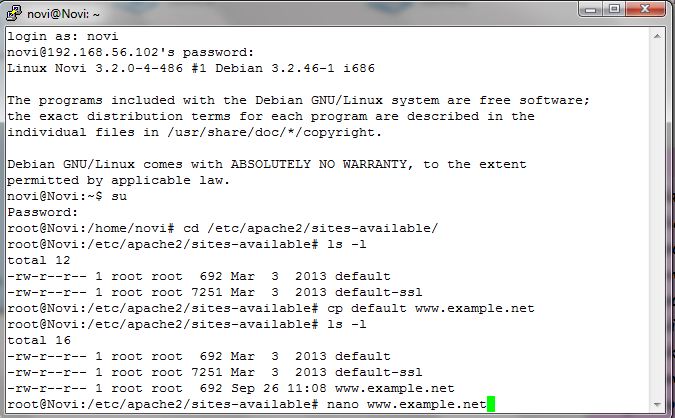 novi@Novi: ~
login as: novi
novi@192.168.56.102's password:
Linux Novi 3.2.0-4-486 #1 Debian 3.2.46-1 i686
The programs included with the Debian GNU/Linux system are free software;
the exact distribution terms for each program are described in the
individual files in /usr/share/doc/*/copyright.
Debian GNU/Linux comes with ABSOLUTELY NO WARRANTY, to the extent
permitted by applicable law.
novi@Novi:~$ su
Password:
root@Novi:/home/novi# cd /etc/apache2/sites-available/
root@Novi:/etc/apache2/sites-available# ls -l
total 12
-rw-r--r-- 1 root root  692 Mar  3  2013 default
-rw-r--r-- 1 root root 7251 Mar  3  2013 default-ssl
root@Novi:/etc/apache2/sites-available# cp default www.example.net
root@Novi:/etc/apache2/sites-available# ls -l
total 16
-rw-r--r-- 1 root root  692 Mar  3  2013 default
-rw-r--r-- 1 root root 7251 Mar  3  2013 default-ssl
-rw-r--r-- 1 root root  692 Sep 26 11:08 www.example.net
root@Novi:/etc/apache2/sites-available# nano www.example.net